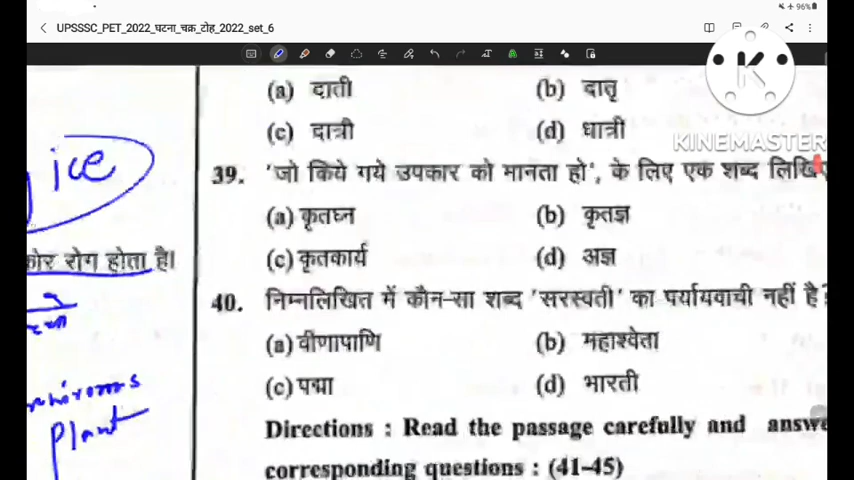 96%
UPSSSC_PET_2022_घटना_चक्र_टोह_2022_set_6
KINEMASTER
(a) दाती (b) दातृ
(c) दात्री (d) धात्री
39. 'जो किये गये उपकार को मानता हो', के लिए एक शब्द
(a) कृतघ्न (b) कृतज्ञ
(c) कृतकार्य (d) अज्ञ
40. निम्नलिखित में कौन-सा शब्द 'सरस्वती' का पर्यायवाची नहीं है?
(a) वीणापाणि (b) महाश्वेता
(c) पद्मा (d) भारती
Directions : Read the passage carefully and
corresponding questions : (41-45)
ice
रोग होता है।
Plant